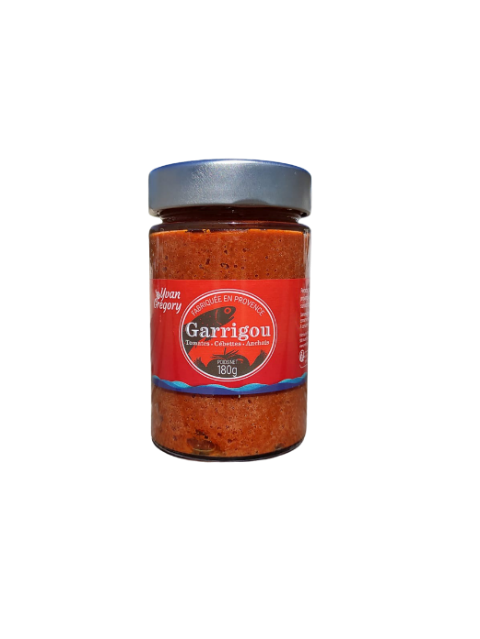 Yvan
Grégory
FABRIQUÉE EN PROVENCE
Garrigou
Tomates - Cébettes - Anchois
POIDS NET
180g